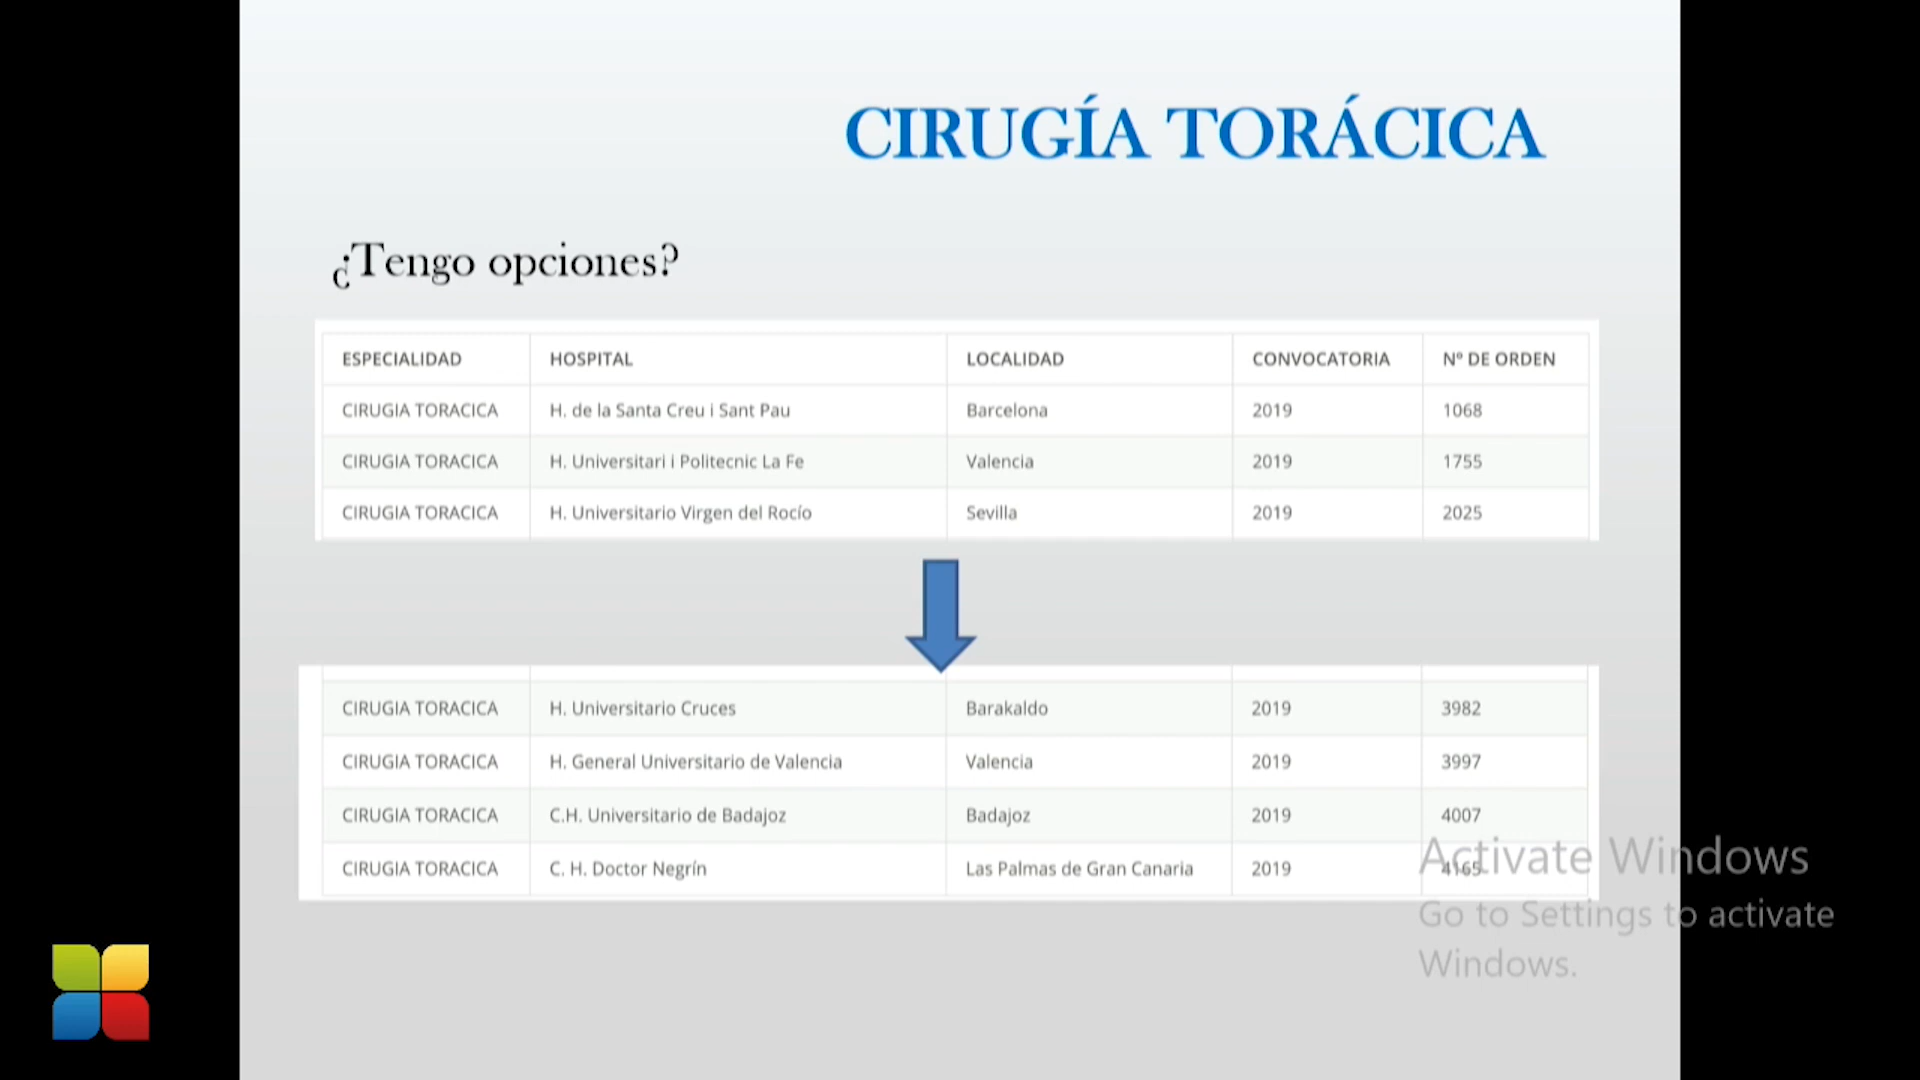 CIRUGÍA TORÁCICA
¿Tengo opciones?
ESPECIALIDAD HOSPITAL LOCALIDAD CONVOCATORIA Nº DE ORDEN
CIRUGIA TORACICA H. de la Santa Creu i Sant Pau Barcelona 2019 1068
CIRUGIA TORACICA H. Universitari i Politecnic La Fe Valencia 2019 1755
CIRUGIA TORACICA H. Universitario Virgen del Rocío Sevilla 2019 2025
CIRUGIA TORACICA H. Universitario Cruces Barakaldo 2019 3982
CIRUGIA TORACICA H. General Universitario de Valencia Valencia 2019 3997
CIRUGIA TORACICA C.H. Universitario de Badajoz Badajoz 2019 4007
CIRUGIA TORACICA C. H. Doctor Negrín Las Palmas de Gran Canaria 2019 4165
Activate Windows
Go to Settings to activate
Windows.